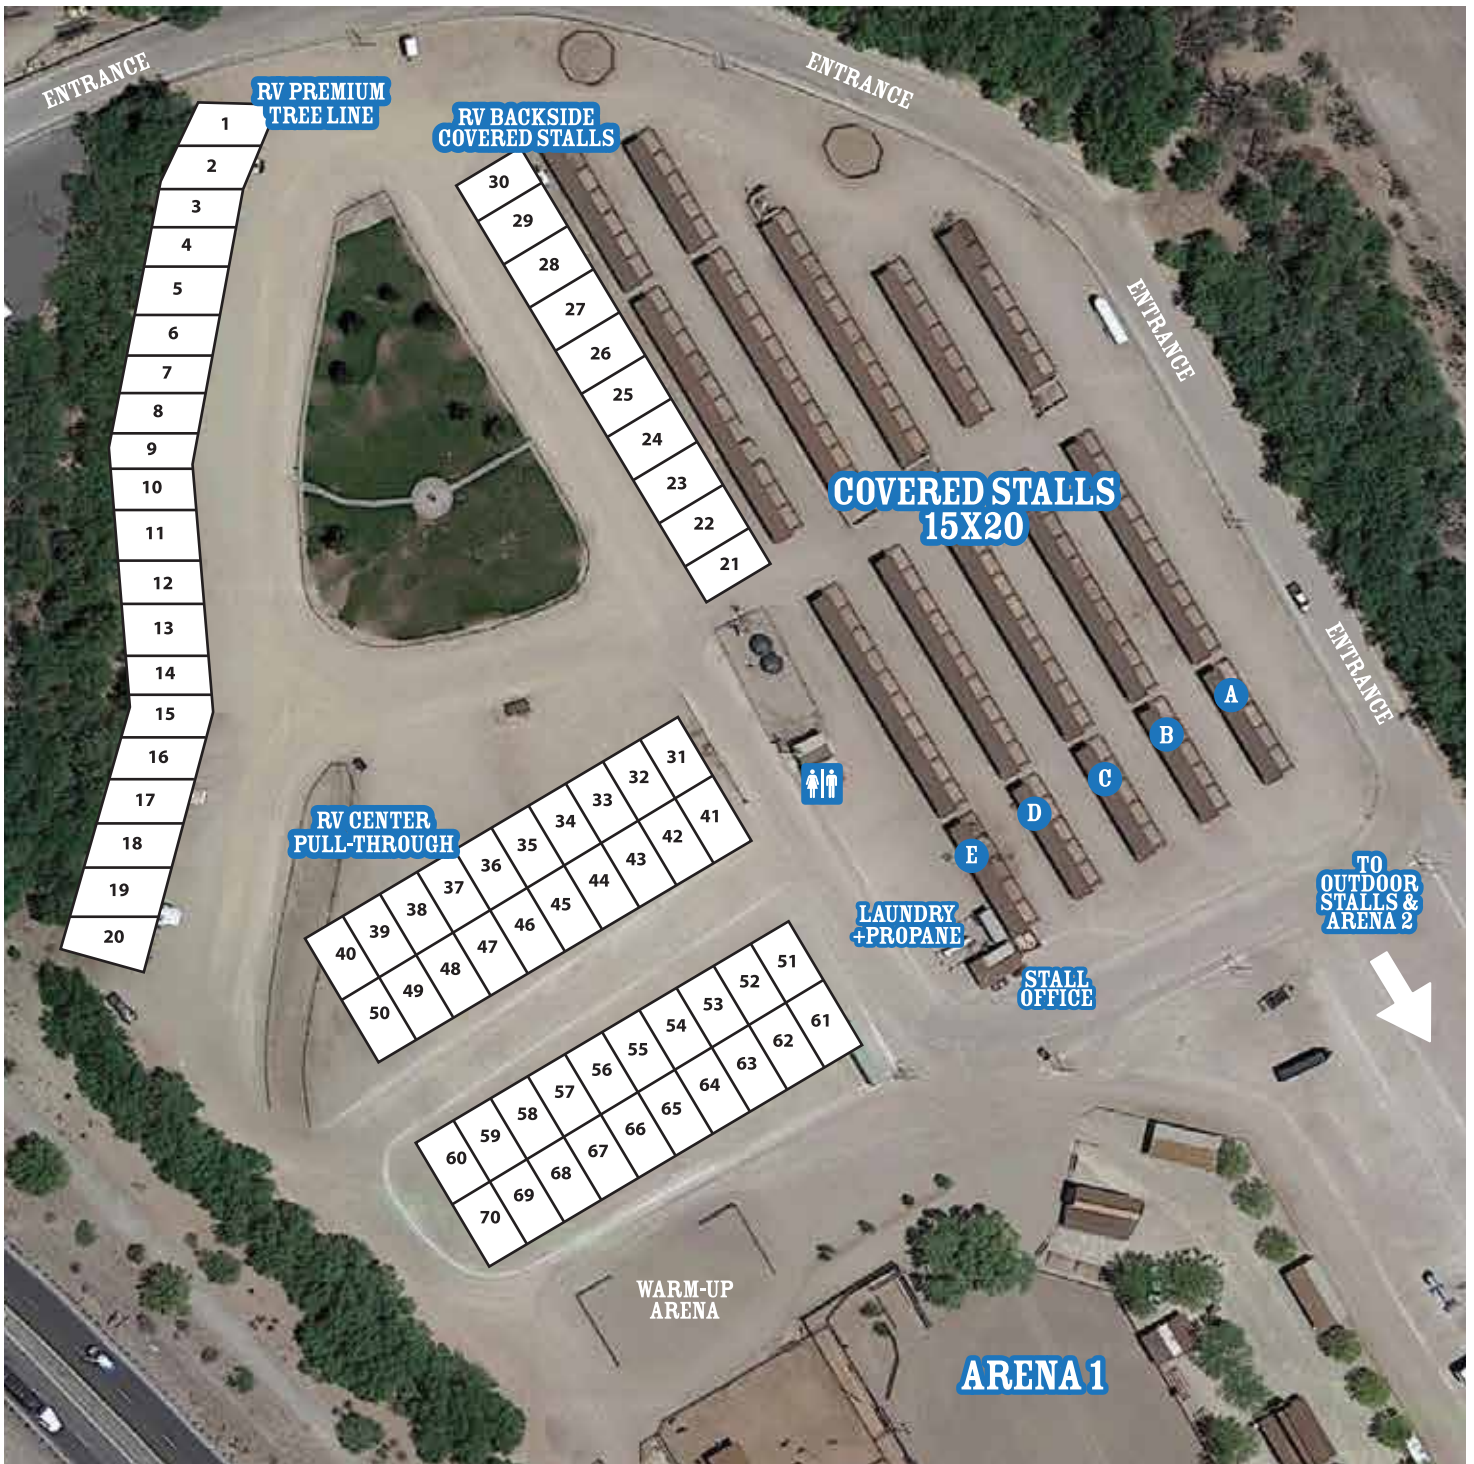 ENTRANCE
ENTRANCE
ENTRANCE
ENTRANCE
RV PREMIUM
TREE LINE
1
2
3
4
5
6
7
8
9
10
11
12
13
14
15
16
17
18
19
20
RV BACKSIDE
COVERED STALLS
30
29
28
27
26
25
24
23
22
21
COVERED STALLS
15X20
A
B
C
D
E
RV CENTER
PULL-THROUGH
31
32
33
34
35
36
37
38
39
40
41
42
43
44
45
46
47
48
49
50
51
52
53
54
55
56
57
58
59
60
61
62
63
64
65
66
67
68
69
70
LAUNDRY
+PROPANE
STALL
OFFICE
TO
OUTDOOR
STALLS &
ARENA 2
WARM-UP
ARENA
ARENA 1